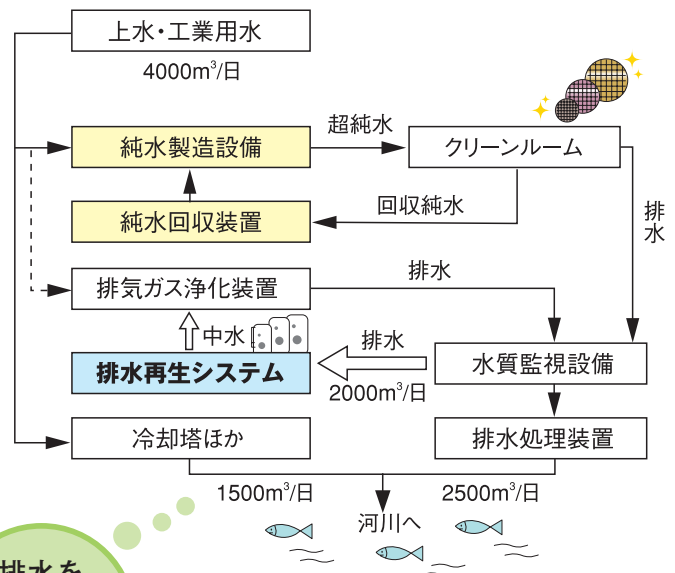 上水・工業用水
4000m³/日
純水製造設備
超純水
クリーンルーム
純水回収装置
回収純水
排水
排気ガス浄化装置
排水
中水
排水再生システム
排水
2000m³/日
水質監視設備
冷却塔ほか
排水処理装置
1500m³/日
2500m³/日
河川へ
排水を